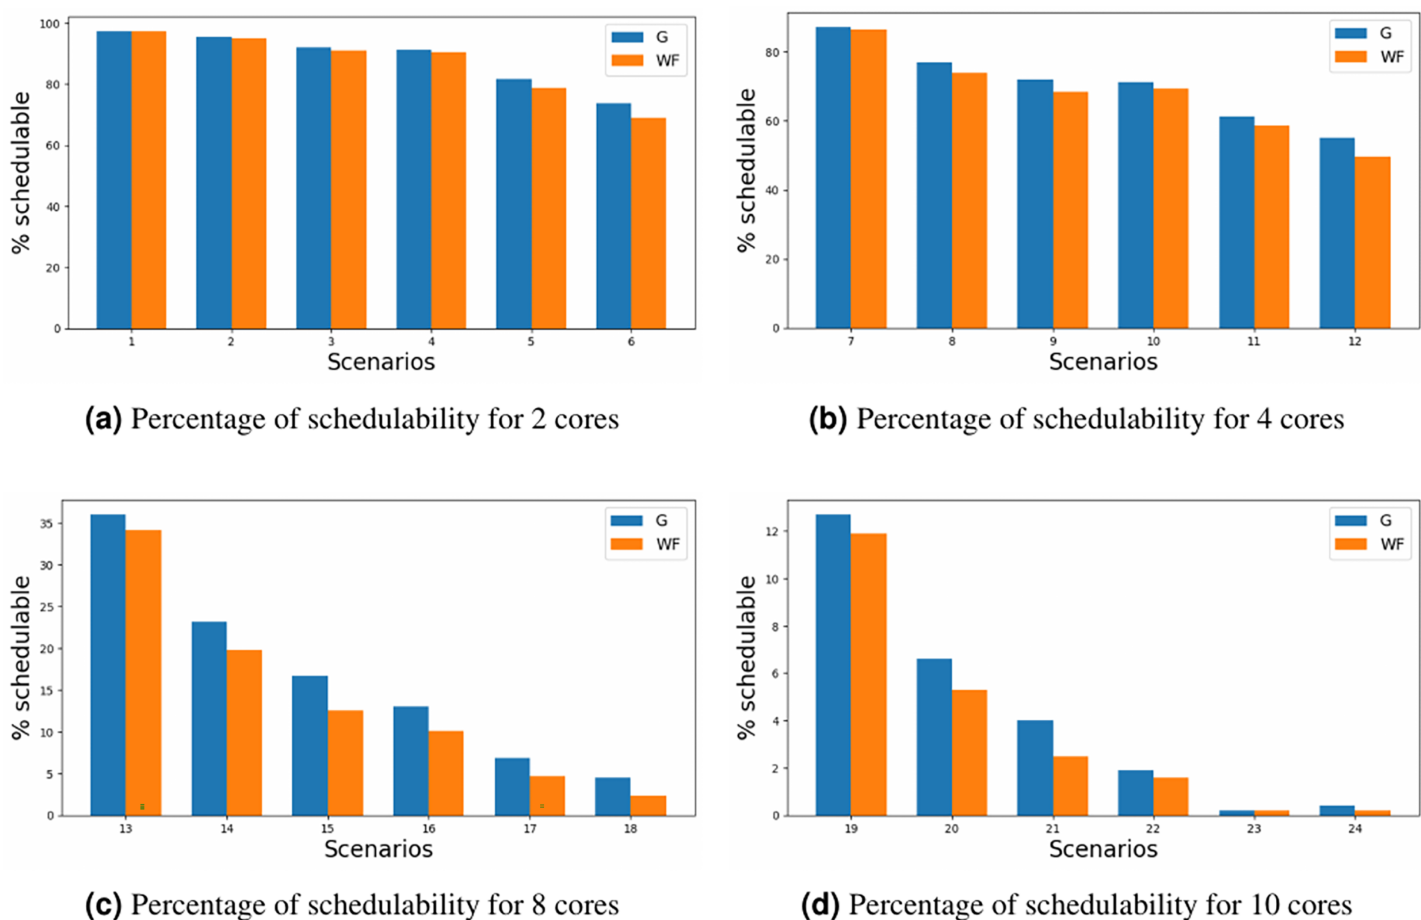 100
80
60
40
20
0
% schedulable
G
WF
1 2 3 4 5 6
Scenarios
(a) Percentage of schedulability for 2 cores
80
60
40
20
0
% schedulable
G
WF
7 8 9 10 11 12
Scenarios
(b) Percentage of schedulability for 4 cores
35
30
25
20
15
10
5
0
% schedulable
G
WF
13 14 15 16 17 18
Scenarios
(c) Percentage of schedulability for 8 cores
12
10
8
6
4
2
0
% schedulable
G
WF
19 20 21 22 23 24
Scenarios
(d) Percentage of schedulability for 10 cores